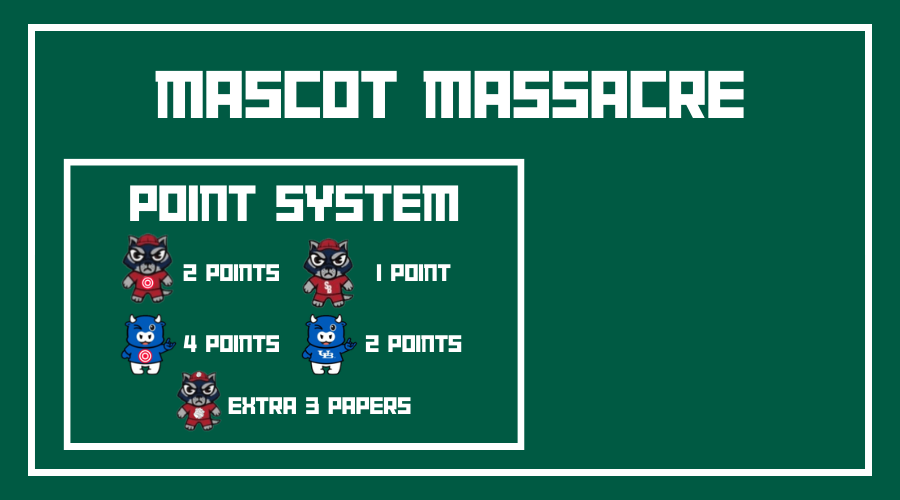 MASCOT MASSACRE
POINT SYSTEM
2 POINTS
1 POINT
4 POINTS
2 POINTS
EXTRA 3 PAPERS